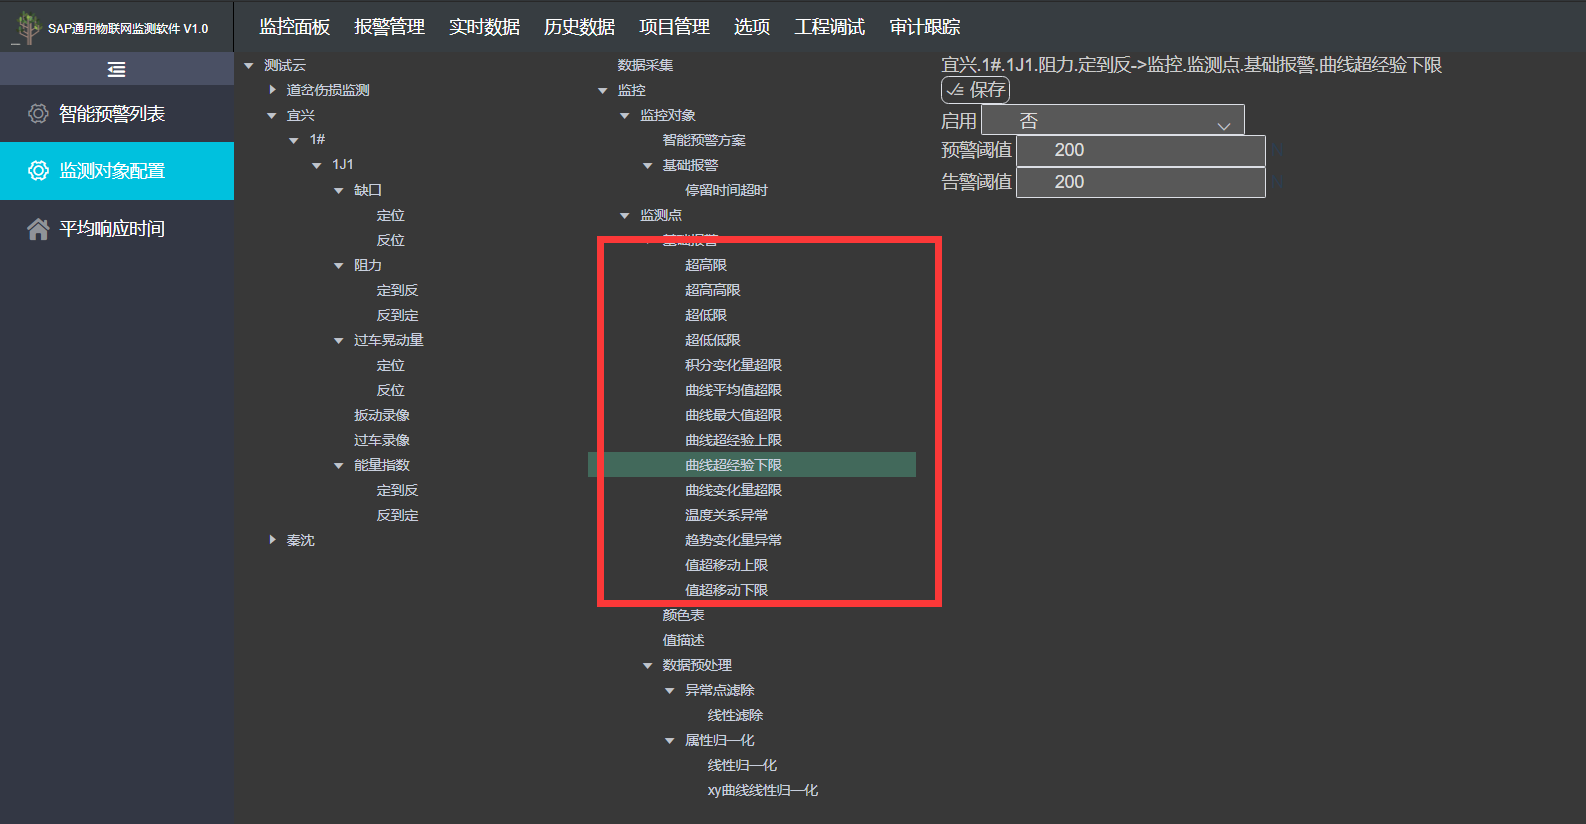 SAP通用物联网监测软件 V1.0
监控面板 报警管理 实时数据 历史数据 项目管理 选项 工程调试 审计跟踪
智能预警列表
监测对象配置
平均响应时间
测试云
道岔伤损监测
宜兴
1#
1J1
缺口
定位
反位
阻力
定到反
反到定
过车晃动量
定位
反位
扳动录像
过车录像
能量指数
定到反
反到定
秦沈
数据采集
监控
监控对象
智能预警方案
基础报警
停留时间超时
监测点
基础报警
超高限
超高高限
超低限
超低低限
积分变化量超限
曲线平均值超限
曲线最大值超限
曲线超经验上限
曲线超经验下限
曲线变化量超限
温度关系异常
趋势变化量异常
值超移动上限
值超移动下限
颜色表
值描述
数据预处理
异常点滤除
线性滤除
属性归一化
线性归一化
xy曲线线性归一化
宜兴.1#.1J1.阻力.定到反->监控.监测点.基础报警.曲线超经验下限
保存
启用 否
预警阈值 200
告警阈值 200